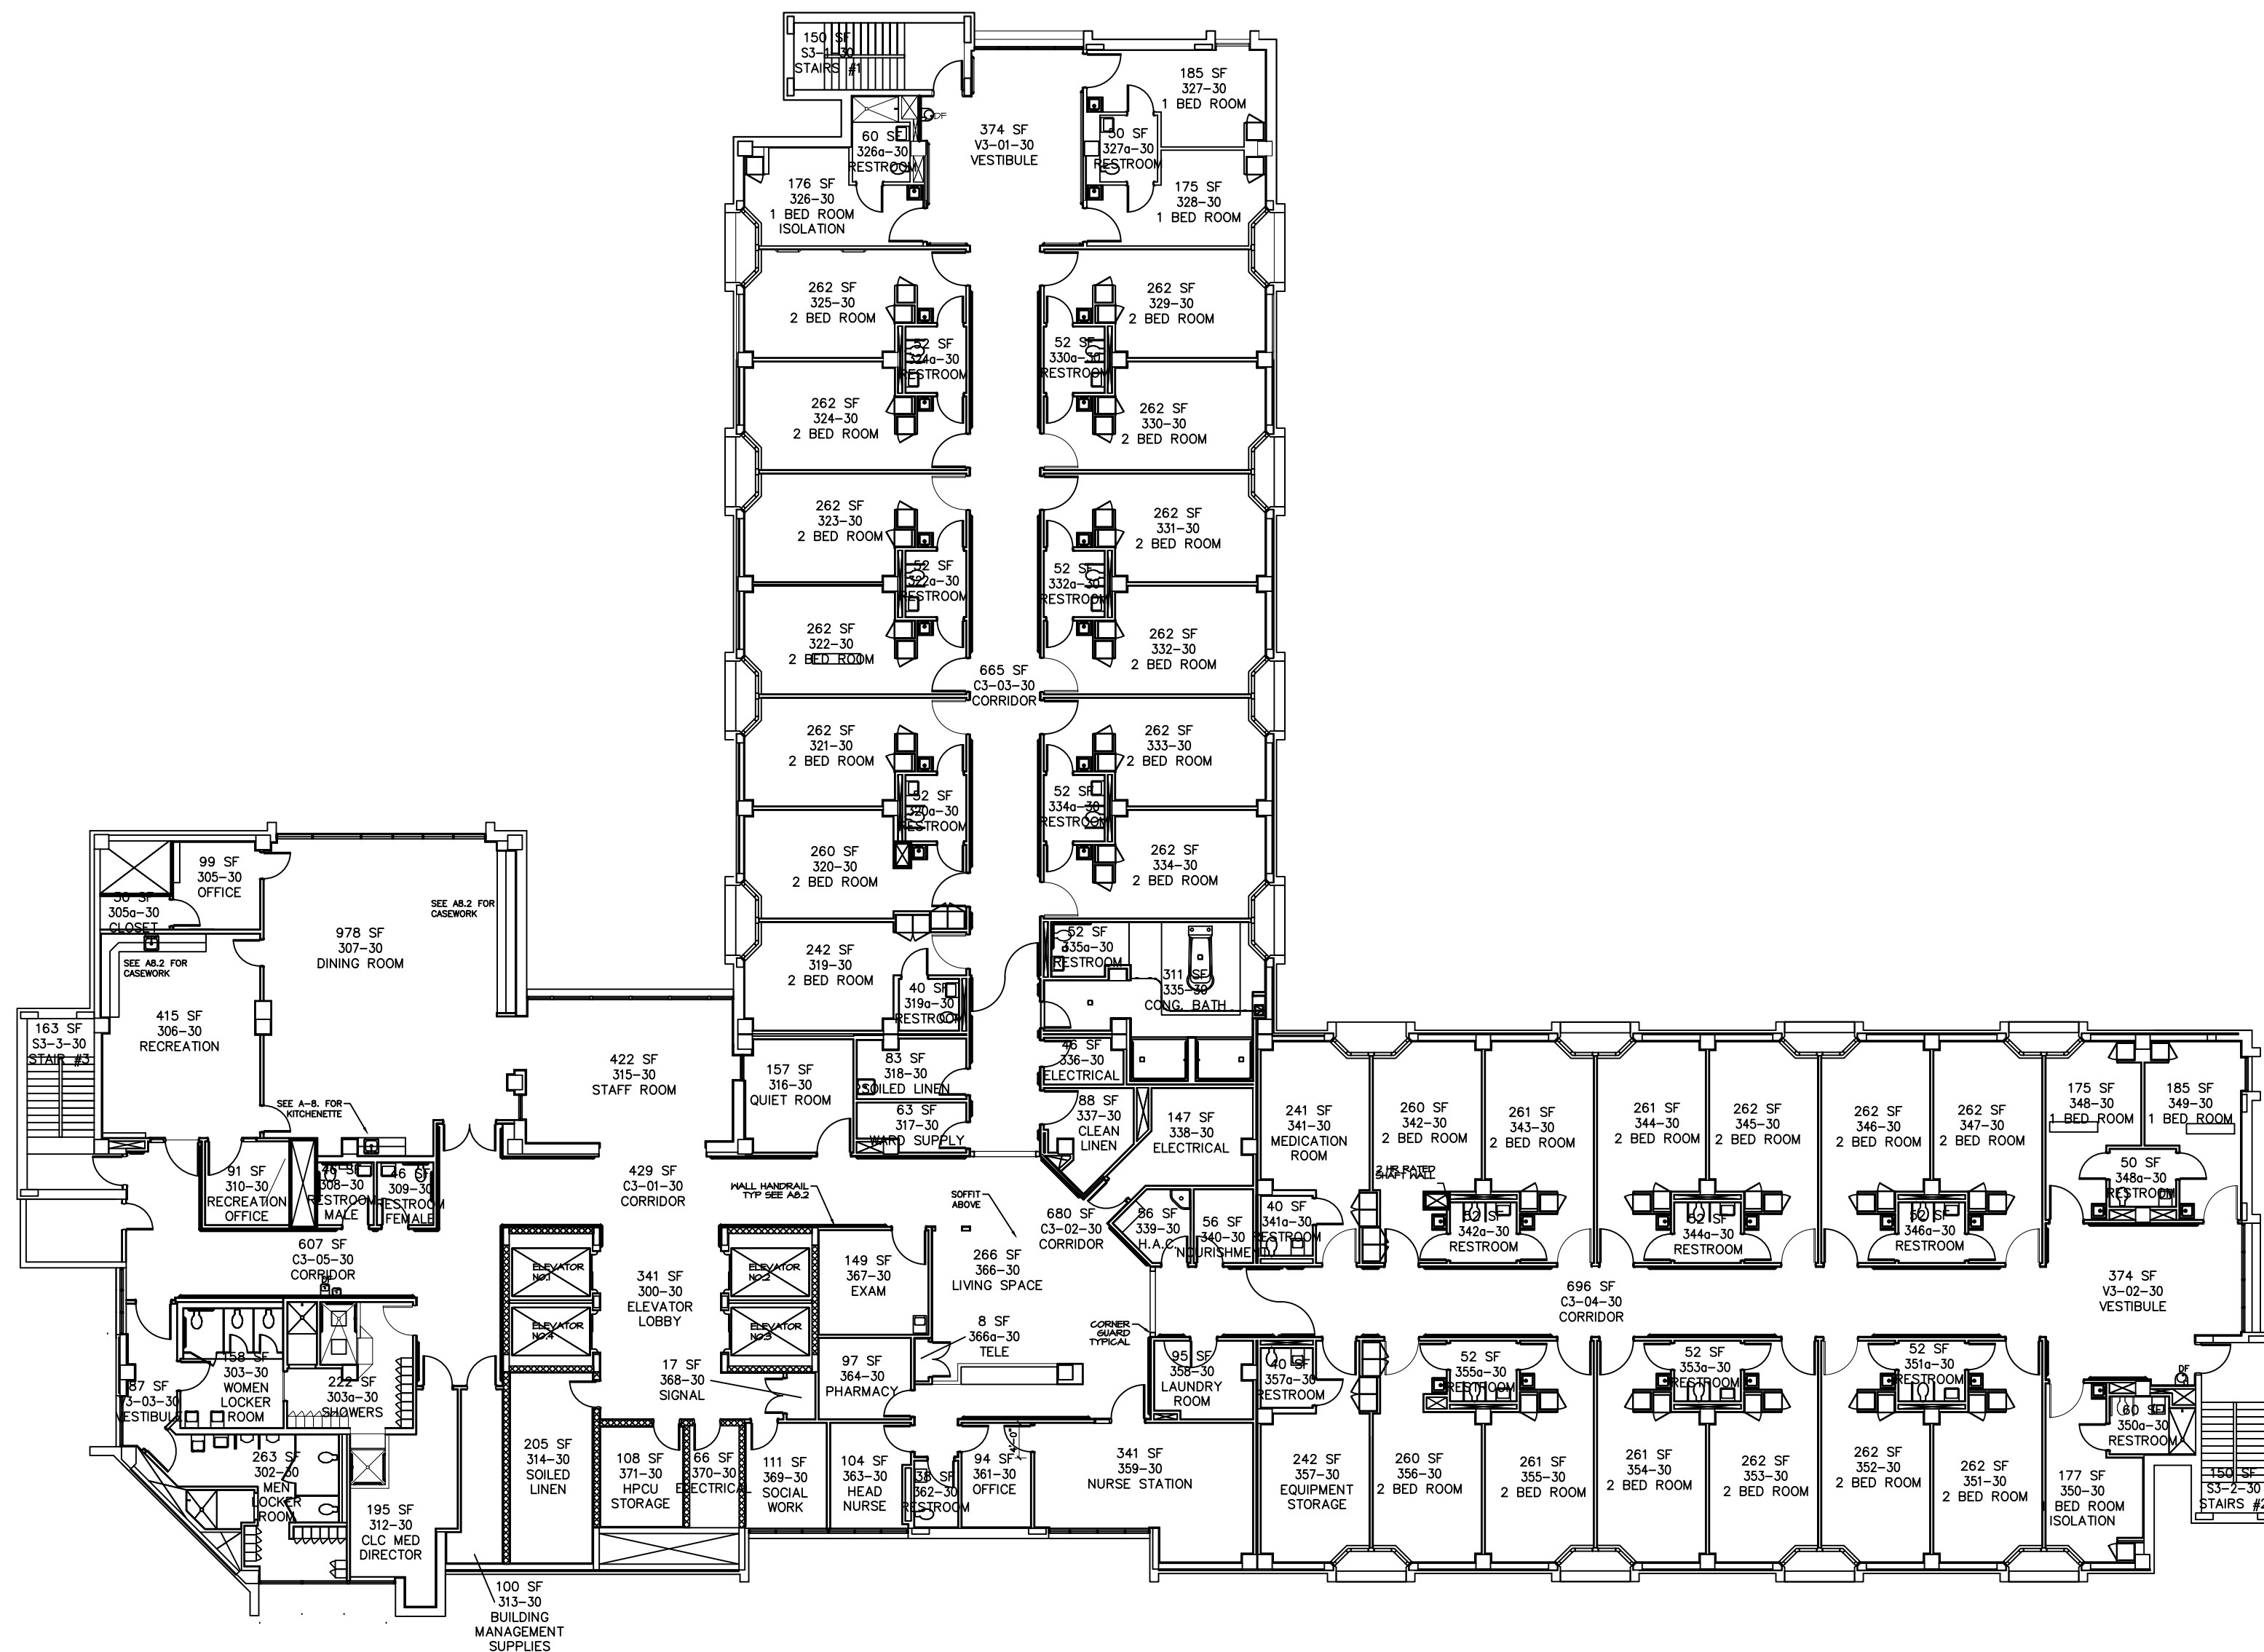 150 SF
S3-1-30
STAIRS #1
185 SF
327-30
1 BED ROOM
DF
60 SF
326a-30
RESTROOM
374 SF
V3-01-30
VESTIBULE
50 SF
327a-30
RESTROOM
176 SF
326-30
1 BED ROOM
ISOLATION
175 SF
328-30
1 BED ROOM
262 SF
325-30
2 BED ROOM
262 SF
329-30
2 BED ROOM
52 SF
324a-30
RESTROOM
52 SF
330a-30
RESTROOM
262 SF
324-30
2 BED ROOM
262 SF
330-30
2 BED ROOM
262 SF
323-30
2 BED ROOM
262 SF
331-30
2 BED ROOM
52 SF
322a-30
RESTROOM
52 SF
332a-30
RESTROOM
262 SF
322-30
2 BED ROOM
262 SF
332-30
2 BED ROOM
665 SF
C3-03-30
CORRIDOR
262 SF
321-30
2 BED ROOM
262 SF
333-30
2 BED ROOM
52 SF
320a-30
RESTROOM
52 SF
334a-30
RESTROOM
260 SF
320-30
2 BED ROOM
262 SF
334-30
2 BED ROOM
99 SF
305-30
OFFICE
50 SF
305a-30
CLOSET
SEE A8.2 FOR
CASEWORK
978 SF
307-30
DINING ROOM
SEE A8.2 FOR
CASEWORK
242 SF
319-30
2 BED ROOM
40 SF
319a-30
RESTROOM
52 SF
335a-30
RESTROOM
311 SF
335-30
CONG. BATH
163 SF
S3-3-30
STAIR #3
415 SF
306-30
RECREATION
422 SF
315-30
STAFF ROOM
157 SF
316-30
QUIET ROOM
83 SF
318-30
SOILED LINEN
46 SF
336-30
ELECTRICAL
SEE A-8. FOR
KITCHENETTE
63 SF
317-30
WARD SUPPLY
88 SF
337-30
CLEAN
LINEN
147 SF
338-30
ELECTRICAL
241 SF
341-30
MEDICATION
ROOM
260 SF
342-30
2 BED ROOM
261 SF
343-30
2 BED ROOM
261 SF
344-30
2 BED ROOM
262 SF
345-30
2 BED ROOM
262 SF
346-30
2 BED ROOM
262 SF
347-30
2 BED ROOM
175 SF
348-30
1 BED ROOM
185 SF
349-30
1 BED ROOM
2 HR RATED
SHAFT WALL
50 SF
348a-30
RESTROOM
91 SF
310-30
RECREATION
OFFICE
46 SF
308-30
RESTROOM
MALE
46 SF
309-30
RESTROOM
FEMALE
429 SF
C3-01-30
CORRIDOR
WALL HANDRAIL
TYP SEE A8.2
SOFFIT
ABOVE
680 SF
C3-02-30
CORRIDOR
56 SF
339-30
H.A.C.
56 SF
340-30
NOURISHMENT
40 SF
341a-30
RESTROOM
52 SF
342a-30
RESTROOM
52 SF
344a-30
RESTROOM
52 SF
346a-30
RESTROOM
607 SF
C3-05-30
CORRIDOR
ELEVATOR
NO.1
ELEVATOR
NO.2
149 SF
367-30
EXAM
266 SF
366-30
LIVING SPACE
341 SF
300-30
ELEVATOR
LOBBY
696 SF
C3-04-30
CORRIDOR
374 SF
V3-02-30
VESTIBULE
ELEVATOR
NO.4
ELEVATOR
NO.3
8 SF
366a-30
TELE
CORNER
GUARD
TYPICAL
158 SF
303-30
WOMEN
LOCKER
ROOM
87 SF
V3-03-30
VESTIBULE
222 SF
303a-30
SHOWERS
17 SF
368-30
SIGNAL
97 SF
364-30
PHARMACY
95 SF
358-30
LAUNDRY
ROOM
40 SF
357a-30
RESTROOM
52 SF
355a-30
RESTROOM
52 SF
353a-30
RESTROOM
52 SF
351a-30
RESTROOM
DF
60 SF
350a-30
RESTROOM
263 SF
302-30
MEN
LOCKER
ROOM
205 SF
314-30
SOILED
LINEN
108 SF
371-30
HPCU
STORAGE
66 SF
370-30
ELECTRICAL
111 SF
369-30
SOCIAL
WORK
104 SF
363-30
HEAD
NURSE
38 SF
362-30
RESTROOM
94 SF
361-30
OFFICE
4'-0"
341 SF
359-30
NURSE STATION
242 SF
357-30
EQUIPMENT
STORAGE
260 SF
356-30
2 BED ROOM
261 SF
355-30
2 BED ROOM
261 SF
354-30
2 BED ROOM
262 SF
353-30
2 BED ROOM
262 SF
352-30
2 BED ROOM
262 SF
351-30
2 BED ROOM
177 SF
350-30
BED ROOM
ISOLATION
150 SF
S3-2-30
STAIRS #2
195 SF
312-30
CLC MED
DIRECTOR
100 SF
313-30
BUILDING
MANAGEMENT
SUPPLIES